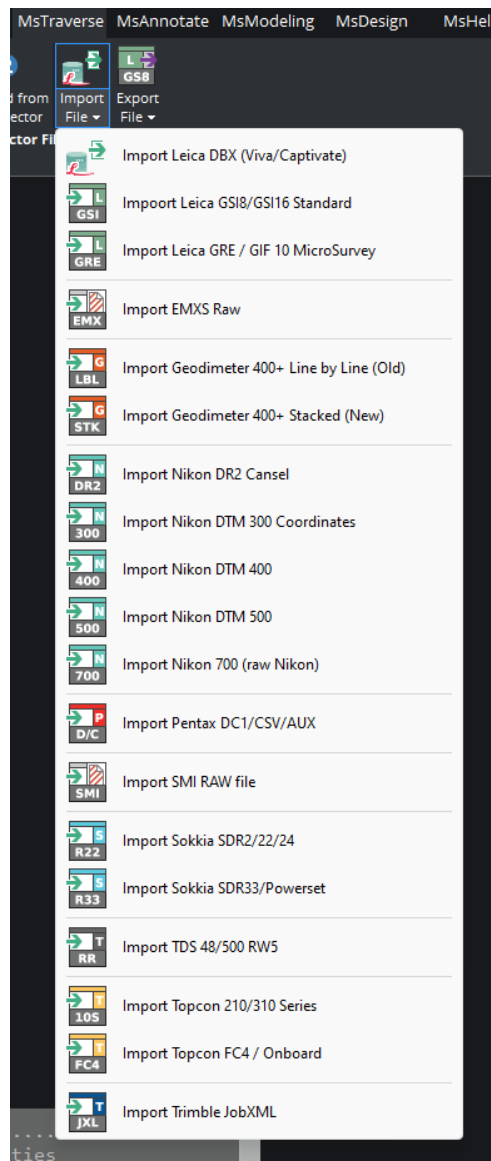 MsTraverse MsAnnotate MsModeling MsDesign MsHel
L
GS8
d from Import Export
ector File File
ctor Fil
Import Leica DBX (Viva/Captivate)
L
GSI
Impoort Leica GSI8/GSI16 Standard
L
GRE
Import Leica GRE / GIF 10 MicroSurvey
EMX
Import EMXS Raw
G
LBL
Import Geodimeter 400+ Line by Line (Old)
G
STK
Import Geodimeter 400+ Stacked (New)
N
DR2
Import Nikon DR2 Cansel
N
300
Import Nikon DTM 300 Coordinates
N
400
Import Nikon DTM 400
N
500
Import Nikon DTM 500
N
700
Import Nikon 700 (raw Nikon)
P
D/C
Import Pentax DC1/CSV/AUX
SMI
Import SMI RAW file
S
R22
Import Sokkia SDR2/22/24
S
R33
Import Sokkia SDR33/Powerset
T
RR
Import TDS 48/500 RW5
T
10S
Import Topcon 210/310 Series
T
FC4
Import Topcon FC4 / Onboard
T
JXL
Import Trimble JobXML
....
ties